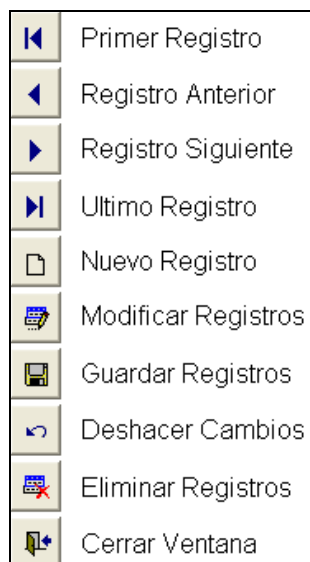 Primer Registro
Registro Anterior
Registro Siguiente
Ultimo Registro
Nuevo Registro
Modificar Registros
Guardar Registros
Deshacer Cambios
Eliminar Registros
Cerrar Ventana